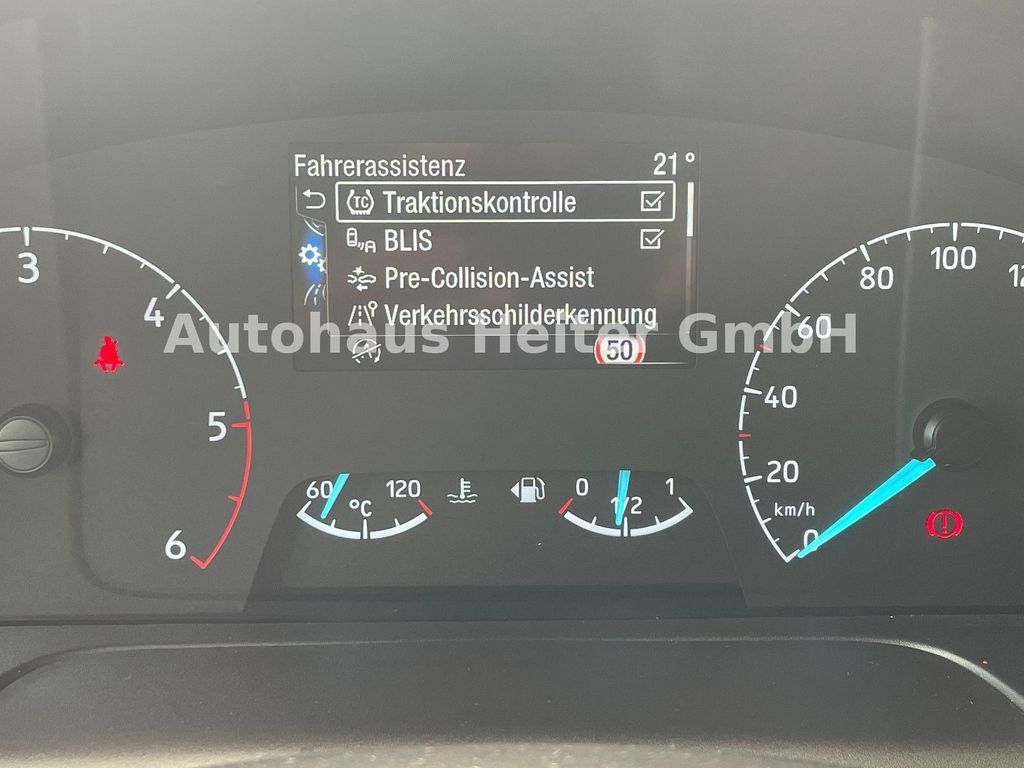 Fahrerassistenz 21°
TC Traktionskontrolle
BLIS
Pre-Collision-Assist
Verkehrsschilderkennung
50
Autohaus Heiter GmbH
3
4
5
6
60 °C 120
0 1/2 1
0
20
40
60
80
100
km/h